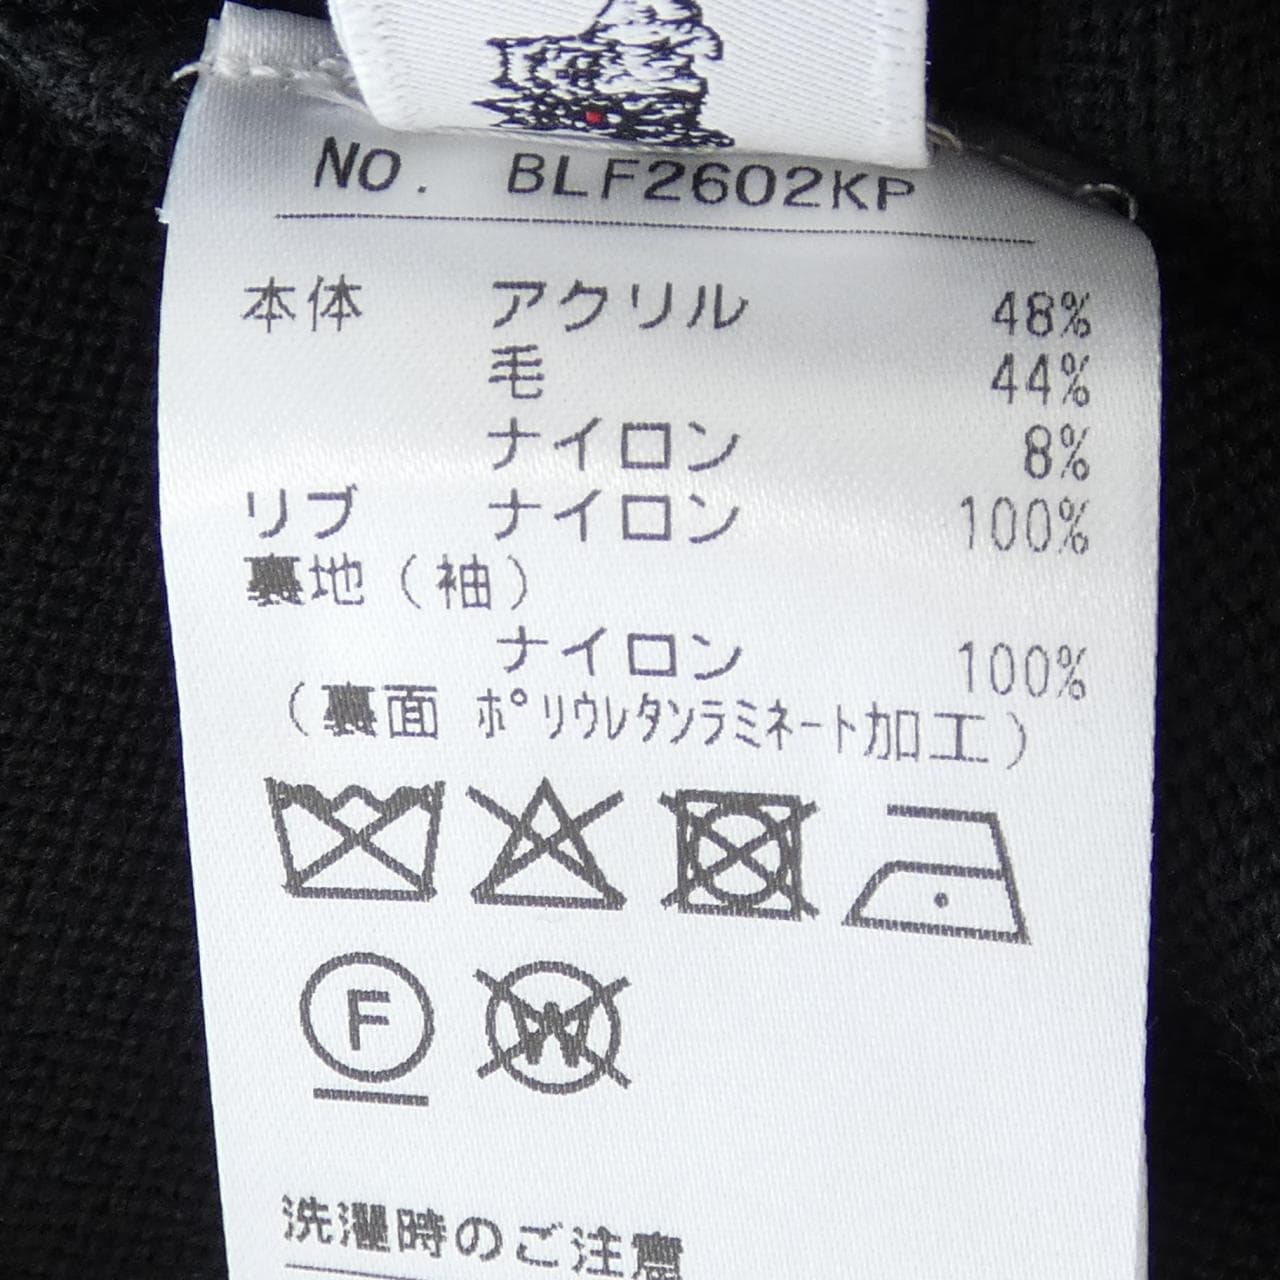 NO. BLF2602KP
本体 アクリル 48%
毛 44%
ナイロン 8%
リブ ナイロン 100%
裏地(袖)
ナイロン 100%
(裏面 ポリウレタンラミネート加工)
F
W
洗濯時のご注意